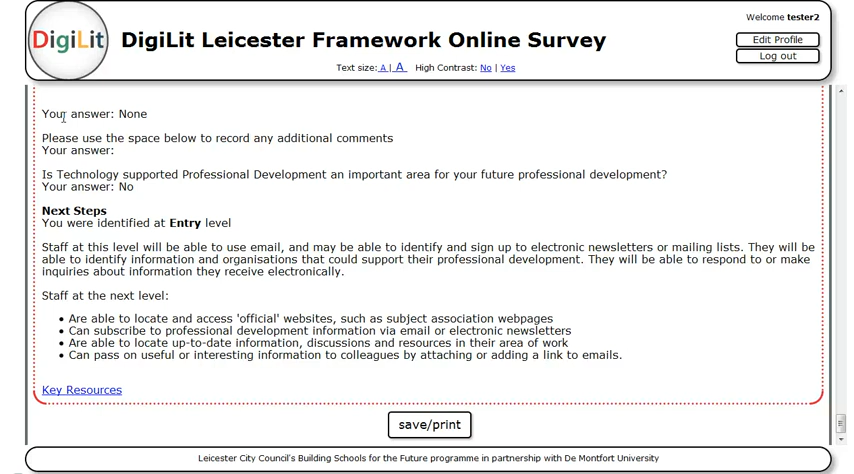 DigiLit
DigiLit Leicester Framework Online Survey
Welcome tester2
Edit Profile
Log out
Text size: A | A High Contrast: No | Yes
Your answer: None
Please use the space below to record any additional comments
Your answer:
Is Technology supported Professional Development an important area for your future professional development?
Your answer: No
Next Steps
You were identified at Entry level
Staff at this level will be able to use email, and may be able to identify and sign up to electronic newsletters or mailing lists. They will be
able to identify information and organisations that could support their professional development. They will be able to respond to or make
inquiries about information they receive electronically.
Staff at the next level:
• Are able to locate and access 'official' websites, such as subject association webpages
• Can subscribe to professional development information via email or electronic newsletters
• Are able to locate up-to-date information, discussions and resources in their area of work
• Can pass on useful or interesting information to colleagues by attaching or adding a link to emails.
Key Resources
save/print
Leicester City Council's Building Schools for the Future programme in partnership with De Montfort University